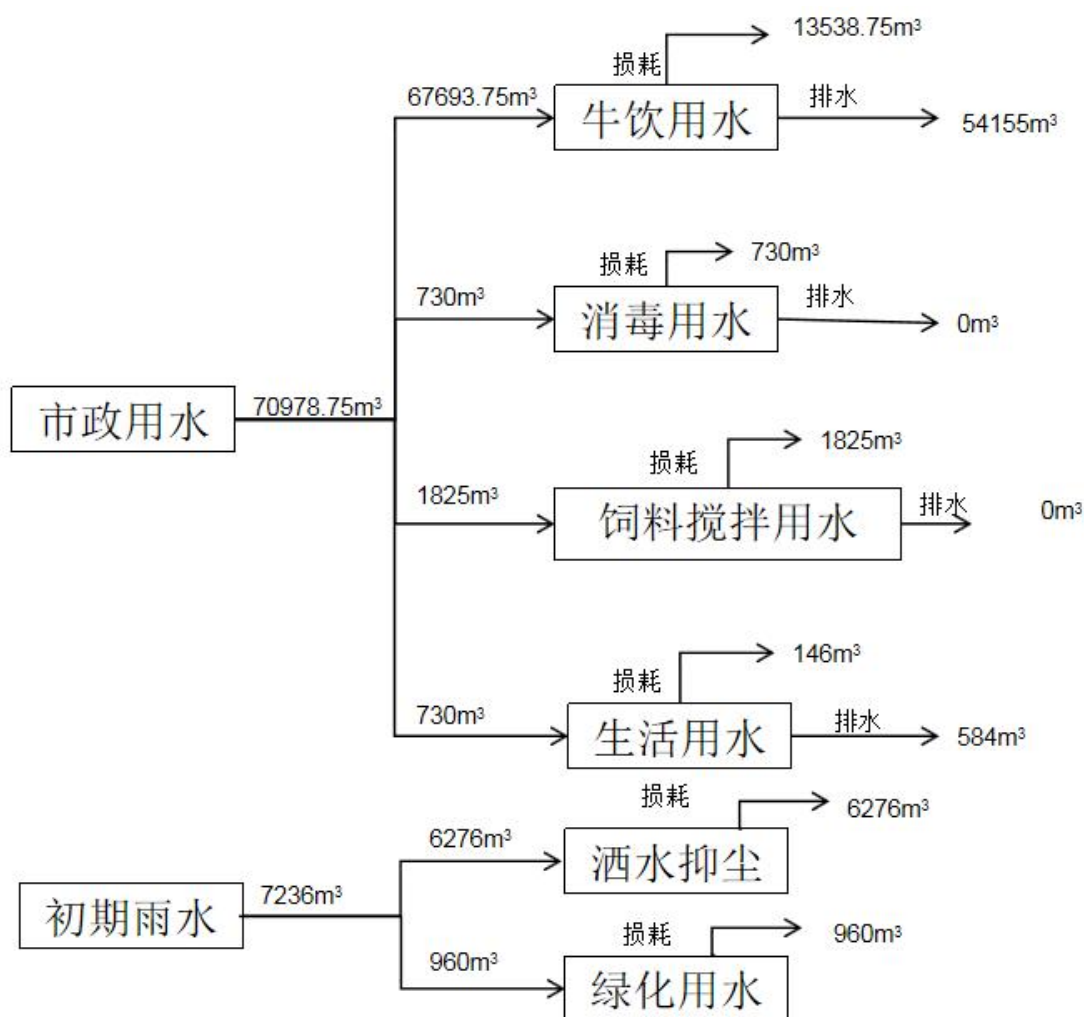 13538.75m³
损耗
67693.75m³
排水
牛饮用水
54155m³
730m³
损耗
730m³
排水
消毒用水
0m³
市政用水
70978.75m³
1825m³
损耗
1825m³
排水
0m³
饲料搅拌用水
146m³
损耗
730m³
排水
生活用水
584m³
损耗
6276m³
6276m³
洒水抑尘
初期雨水
7236m³
损耗
960m³
960m³
绿化用水